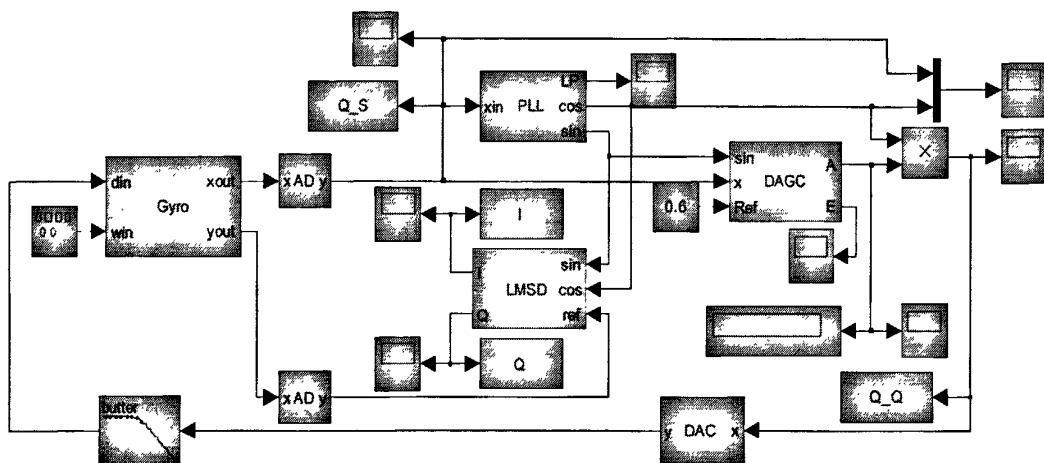 Q_S
xin
PLL
LP
cos
sin
din
win
Gyro
xout
yout
x AD y
sin
x
Ref
DAGC
A
E
×
0.6
I
I
Q
LMSD
sin
cos
ref
Q
x AD y
Q_Q
butter
y DAC x